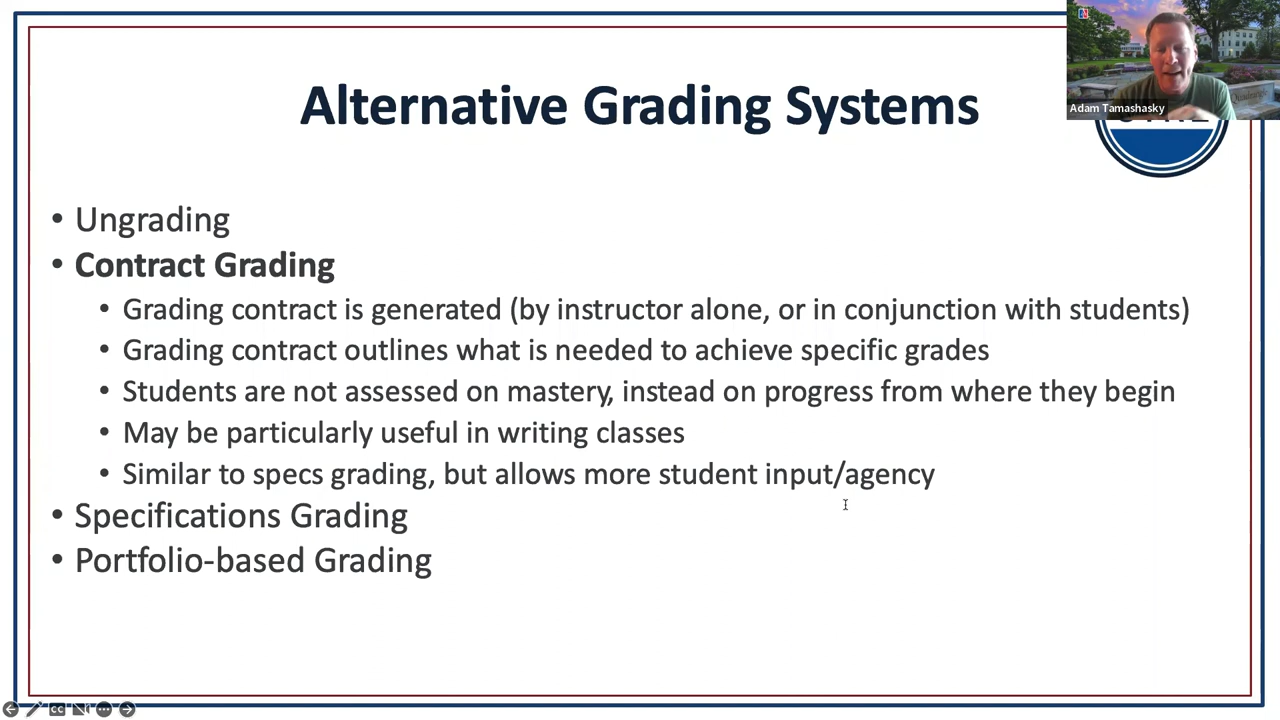 Alternative Grading Systems
Adam Tamashasky
• Ungrading
• Contract Grading
• Grading contract is generated (by instructor alone, or in conjunction with students)
• Grading contract outlines what is needed to achieve specific grades
• Students are not assessed on mastery, instead on progress from where they begin
• May be particularly useful in writing classes
• Similar to specs grading, but allows more student input/agency
• Specifications Grading
• Portfolio-based Grading
CC